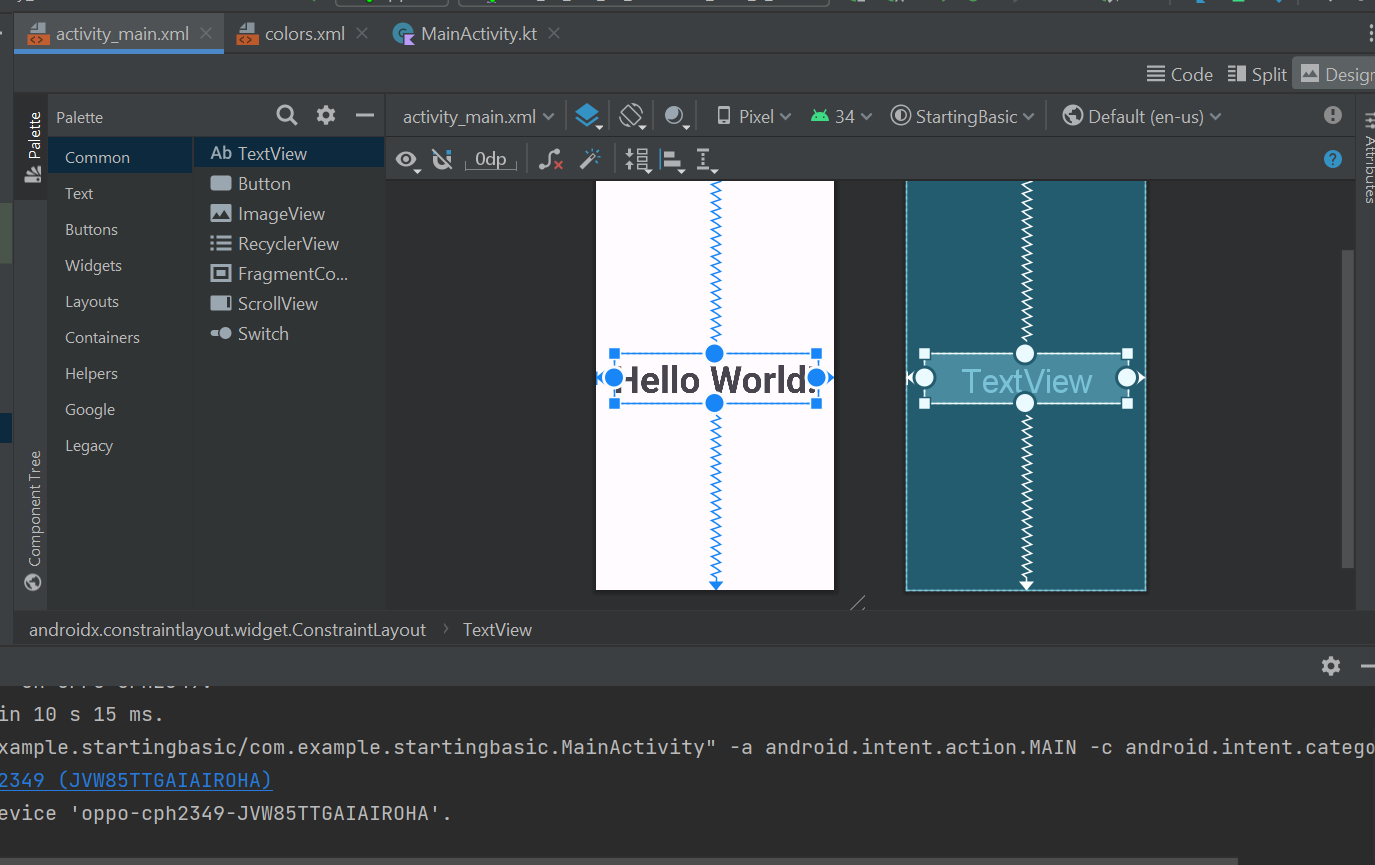 activity_main.xml colors.xml MainActivity.kt
Code Split Design
Palette
Palette
Component Tree
Common
Text
Buttons
Widgets
Layouts
Containers
Helpers
Google
Legacy
Ab TextView
Button
ImageView
RecyclerView
FragmentCo...
ScrollView
Switch
activity_main.xml Pixel 34 StartingBasic Default (en-us)
0dp
Hello World!
TextView
Attributes
androidx.constraintlayout.widget.ConstraintLayout TextView
in 10 s 15 ms.
xample.startingbasic/com.example.startingbasic.MainActivity" -a android.intent.action.MAIN -c android.intent.catego
2349 (JVW85TTGAIAIROHA)
evice 'oppo-cph2349-JVW85TTGAIAIROHA'.